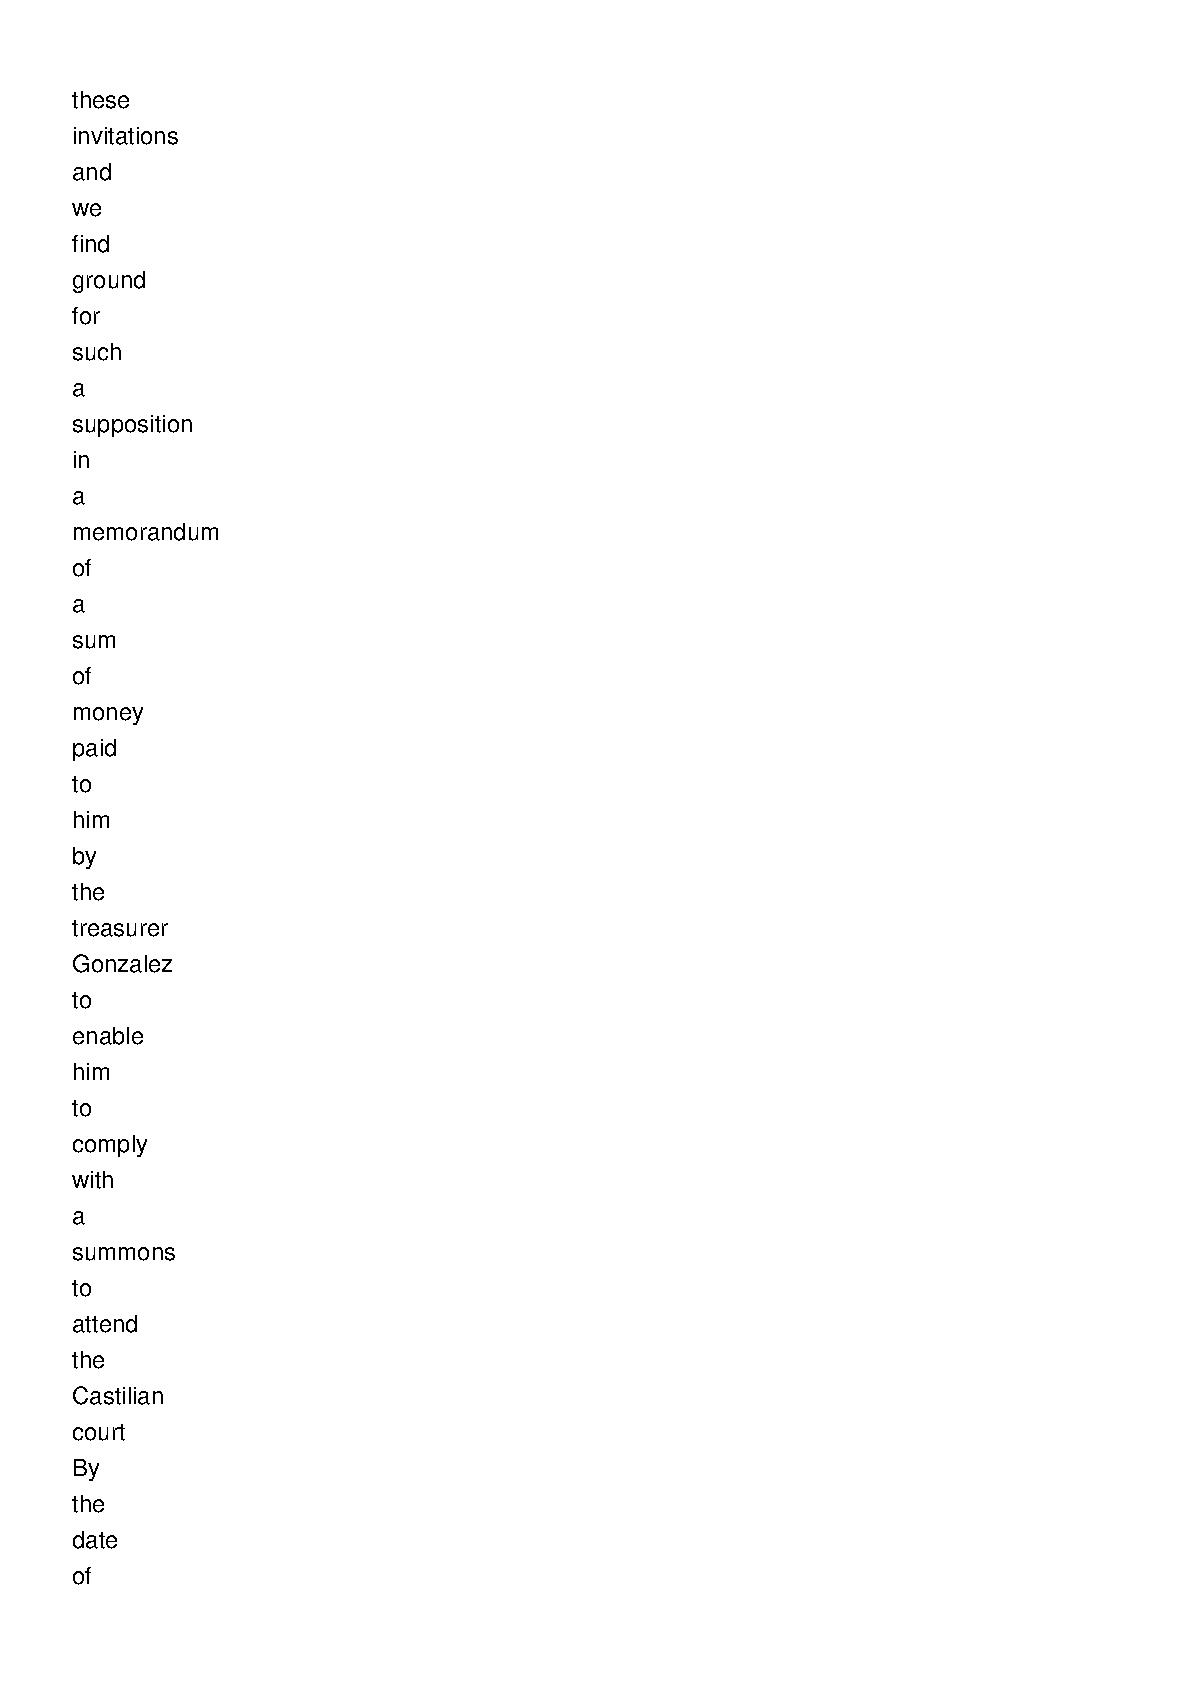 these
invitations
and
we
find
ground
for
such
a
supposition
in
a
memorandum
of
a
sum
of
money
paid
to
him
by
the
treasurer
Gonzalez
to
enable
him
to
comply
with
a
summons
to
attend
the
Castilian
court
By
the
date
of